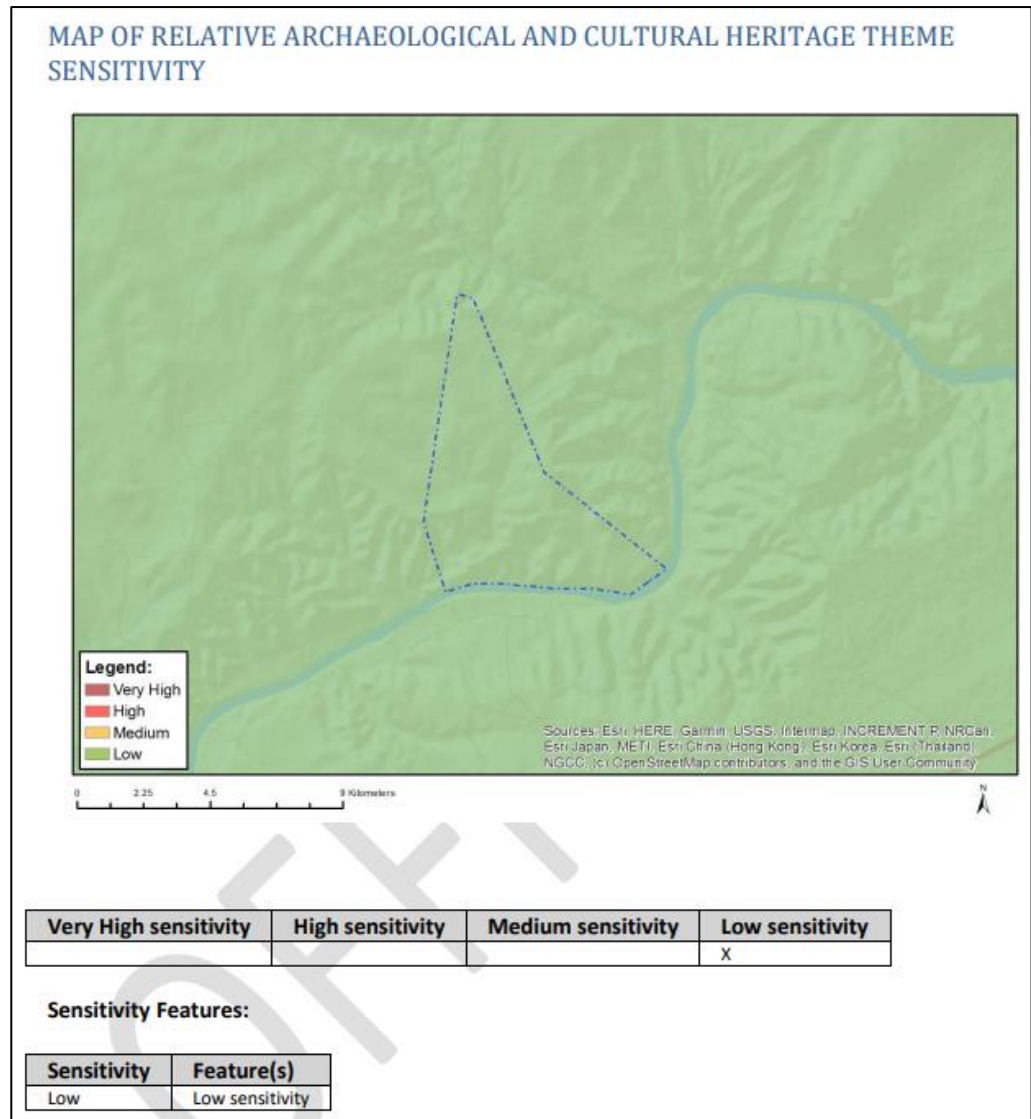 MAP OF RELATIVE ARCHAEOLOGICAL AND CULTURAL HERITAGE THEME
SENSITIVITY
Legend:
Very High
High
Medium
Low
Sources: Esri, HERE, Garmin, USGS, Intermap, INCREMENT P, NRCan,
Esri Japan, METI, Esri China (Hong Kong), Esri Korea, Esri (Thailand),
NGCC, (c) OpenStreetMap contributors, and the GIS User Community
0 2.25 4.5 9 Kilometers
N
Very High sensitivity High sensitivity Medium sensitivity Low sensitivity
X
Sensitivity Features:
Sensitivity Feature(s)
Low Low sensitivity